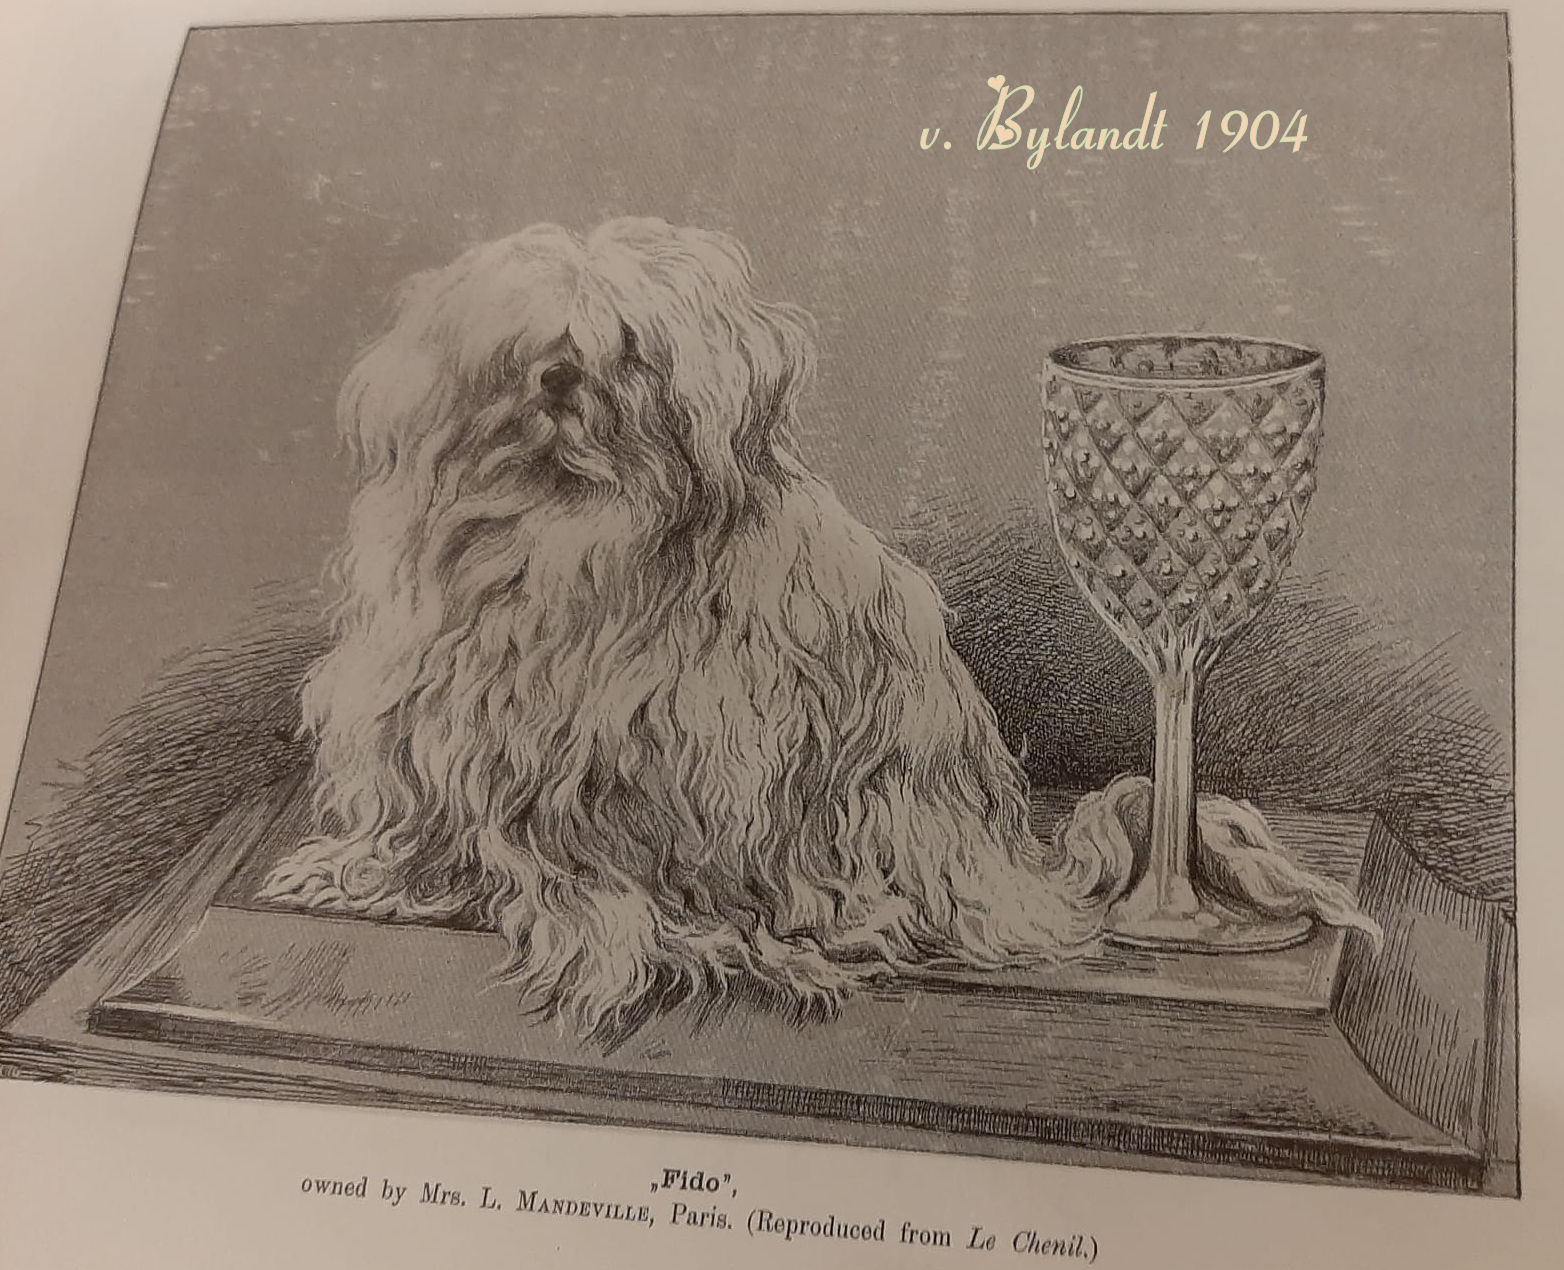 v. Bylandt 1904
„Fido”,
owned by Mrs. L. MANDEVILLE, Paris. (Reproduced from Le Chenil.)